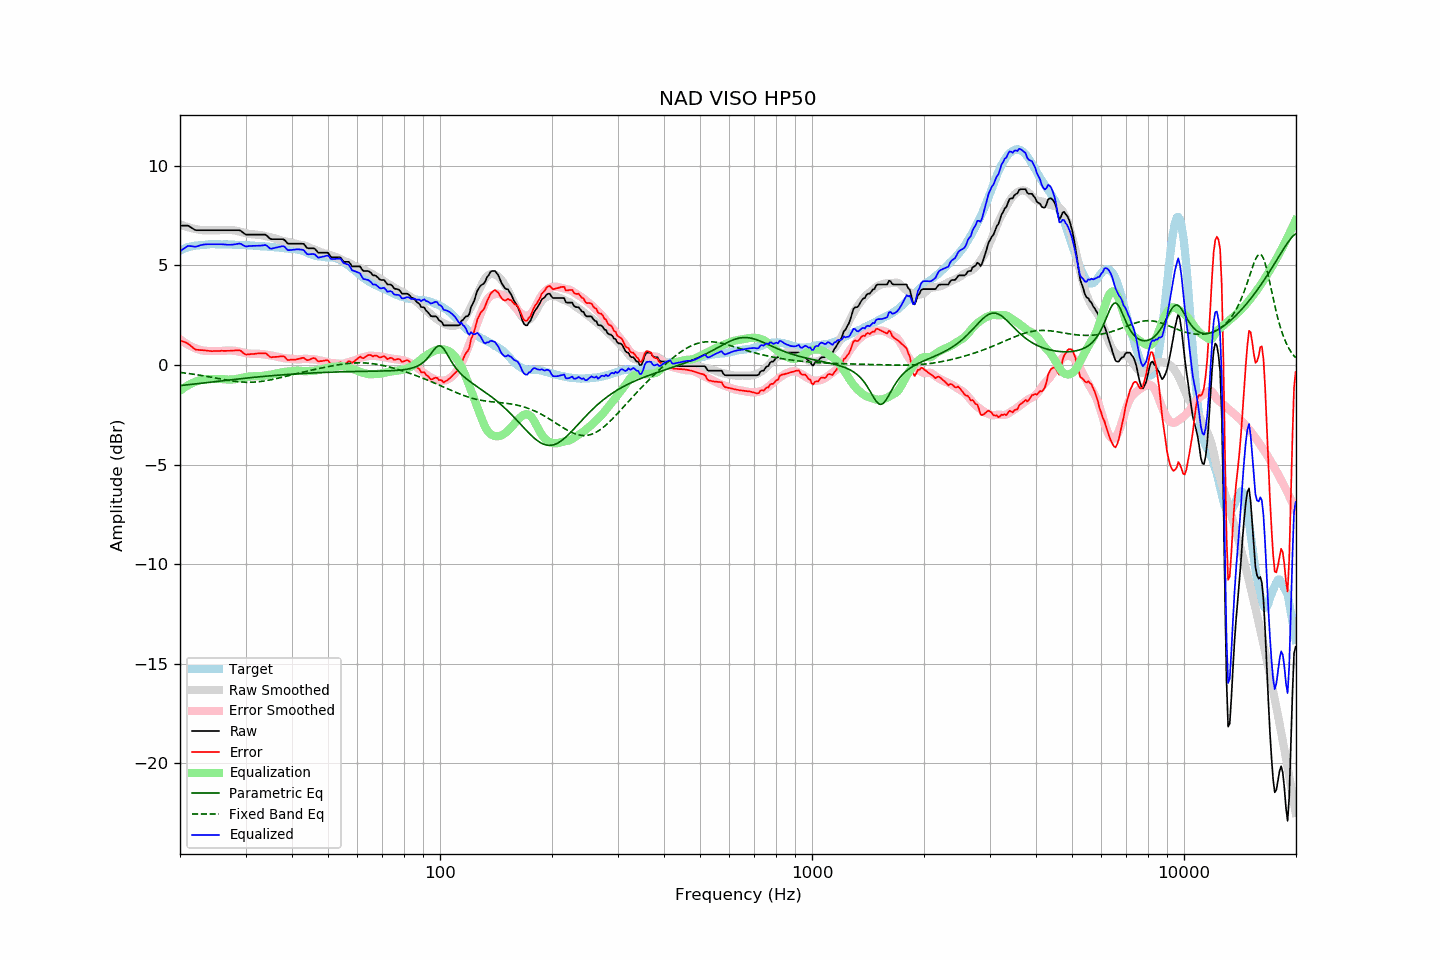 NAD VISO HP50
Amplitude (dBr)
10
5
0
−5
−10
−15
−20
Target
Raw Smoothed
Error Smoothed
Raw
Error
Equalization
Parametric Eq
Fixed Band Eq
Equalized
100
1000
10000
Frequency (Hz)